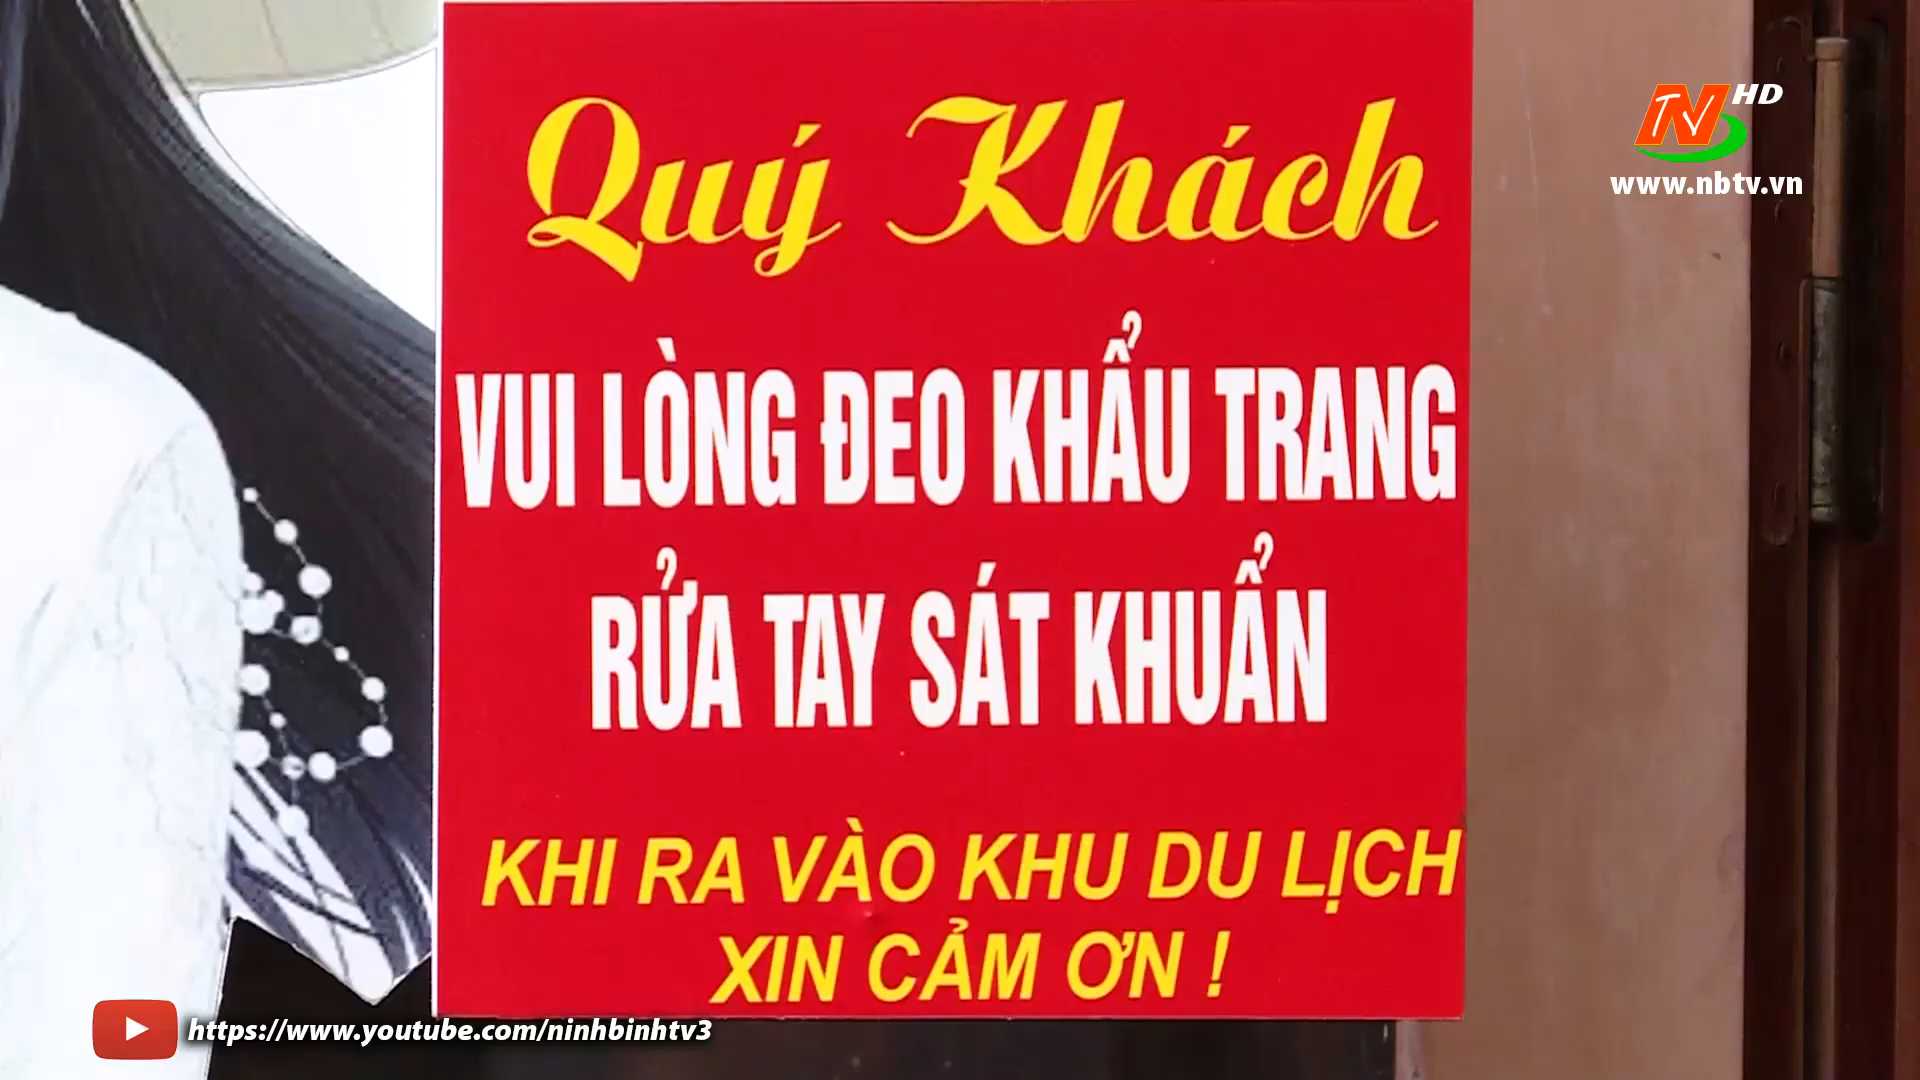 NTV HD
www.nbtv.vn
Quý Khách
VUI LÒNG ĐEO KHẨU TRANG
RỬA TAY SÁT KHUẨN
KHI RA VÀO KHU DU LỊCH
XIN CẢM ƠN !
https://www.youtube.com/ninhbinhtv3